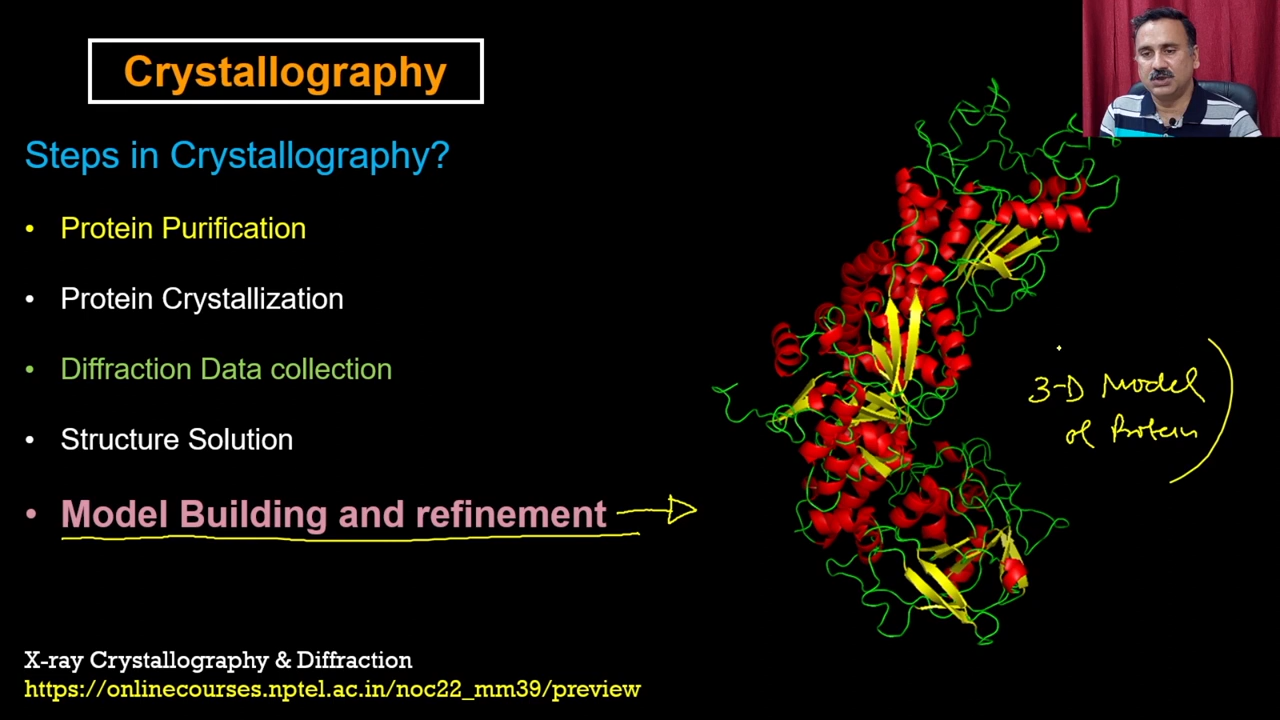 Crystallography
Steps in Crystallography?
• Protein Purification
• Protein Crystallization
• Diffraction Data collection
• Structure Solution
• Model Building and refinement
3-D Model
of Protein
X-ray Crystallography & Diffraction
https://onlinecourses.nptel.ac.in/noc22_mm39/preview